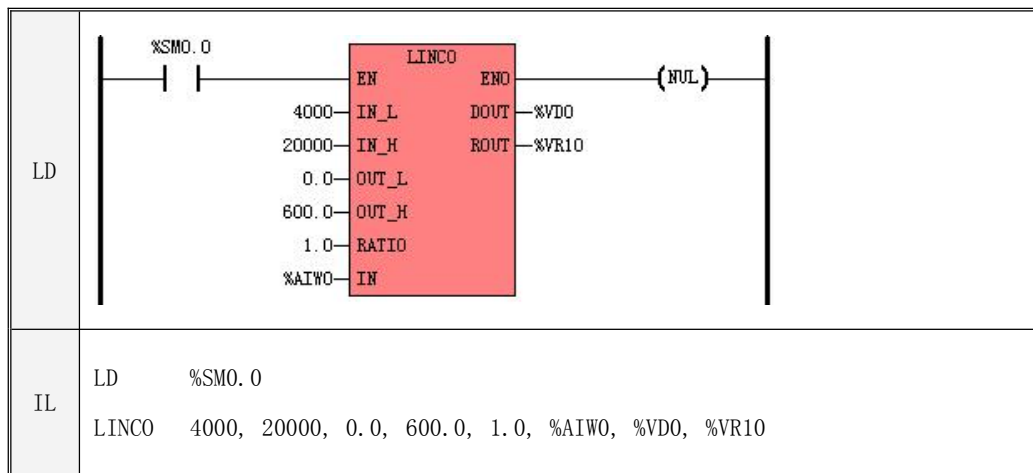 LD
%SM0.0
LINCO
EN ENO
(NUL)
4000 IN_L DOUT %VD0
20000 IN_H ROUT %VR10
0.0 OUT_L
600.0 OUT_H
1.0 RATIO
%AIW0 IN
IL
LD %SM0.0
LINCO 4000, 20000, 0.0, 600.0, 1.0, %AIW0, %VD0, %VR10